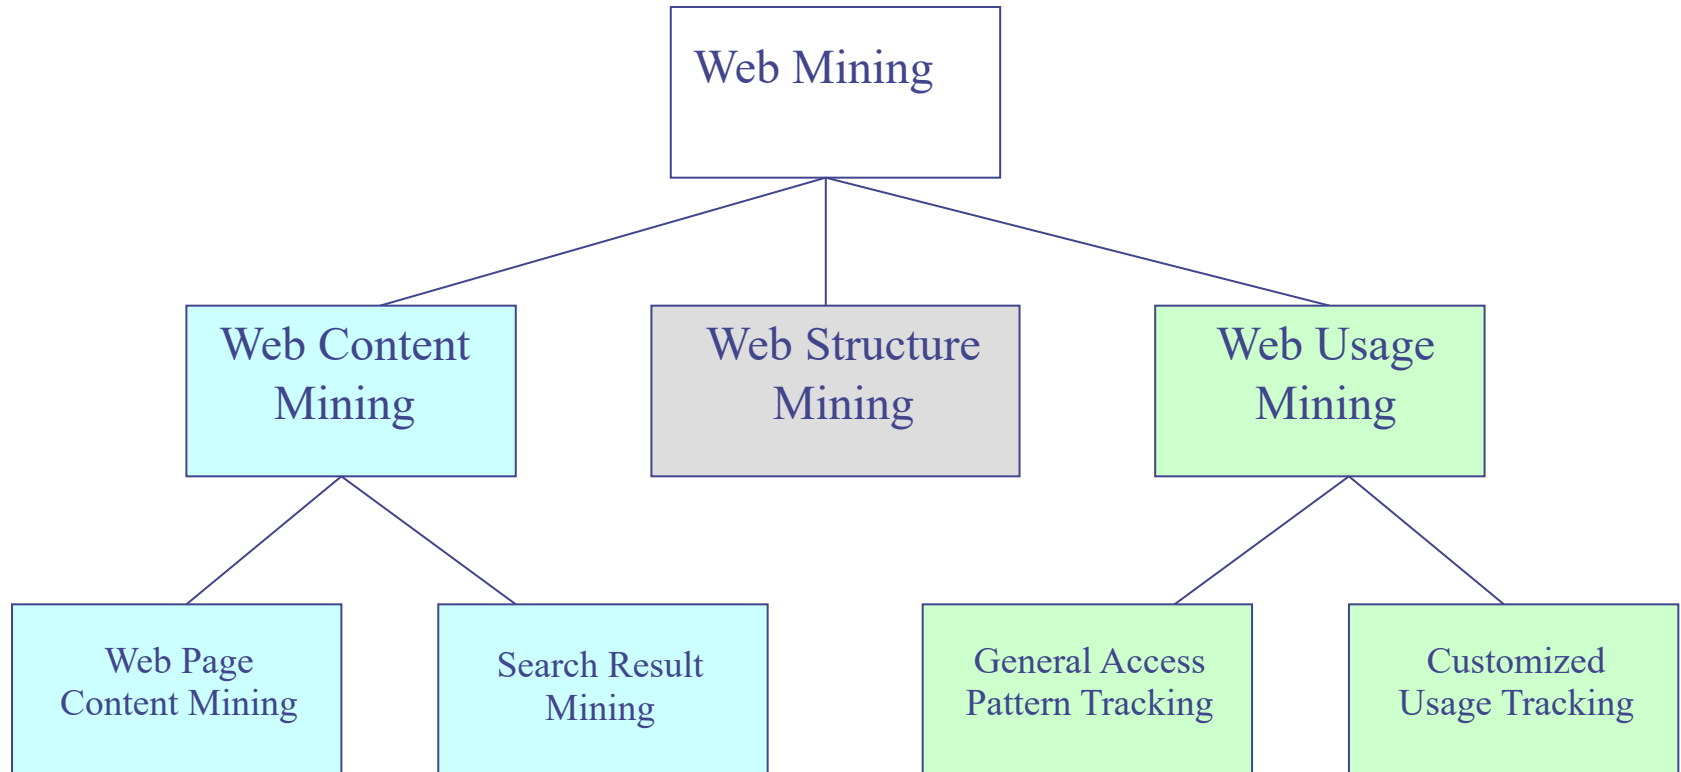 Web Mining
Web Content
Mining
Web Structure
Mining
Web Usage
Mining
Web Page
Content Mining
Search Result
Mining
General Access
Pattern Tracking
Customized
Usage Tracking